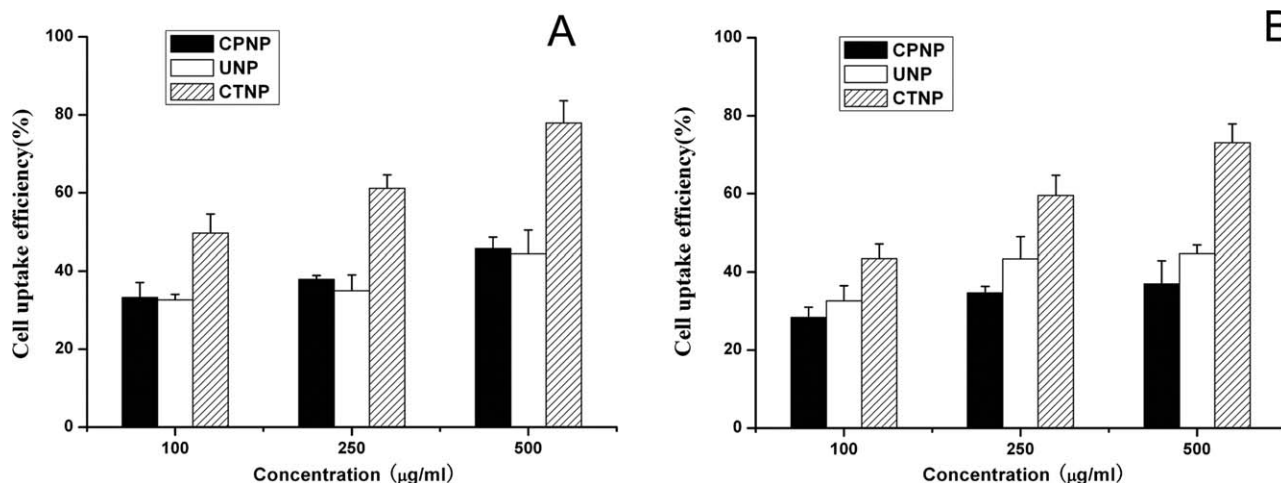 A
100
80
60
40
20
0
Cell uptake efficiency(%)
CPNP
UNP
CTNP
100
250
500
Concentration (μg/ml)
B
100
80
60
40
20
0
Cell uptake efficiency(%)
CPNP
UNP
CTNP
100
250
500
Concentration (μg/ml)